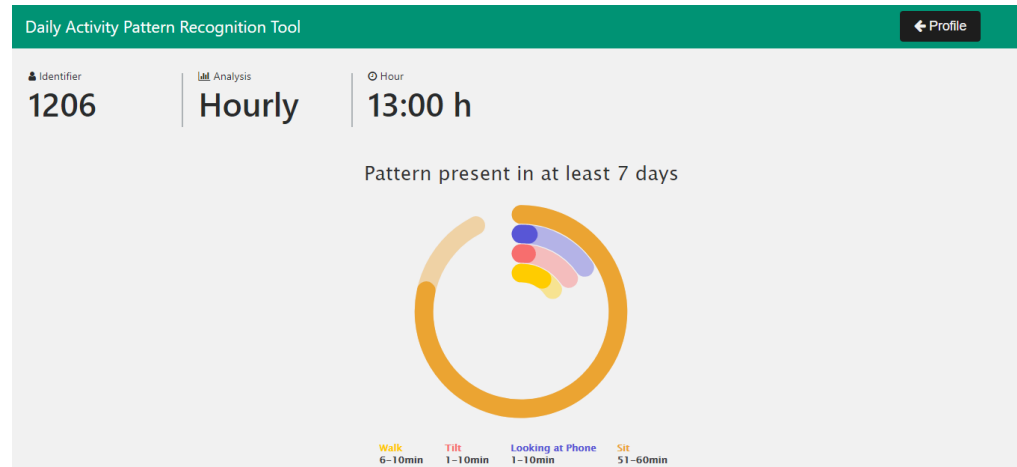 Daily Activity Pattern Recognition Tool
Profile
Identifier
1206
Analysis
Hourly
Hour
13:00 h
Pattern present in at least 7 days
Walk
6-10min
Tilt
1-10min
Looking at Phone
1-10min
Sit
51-60min